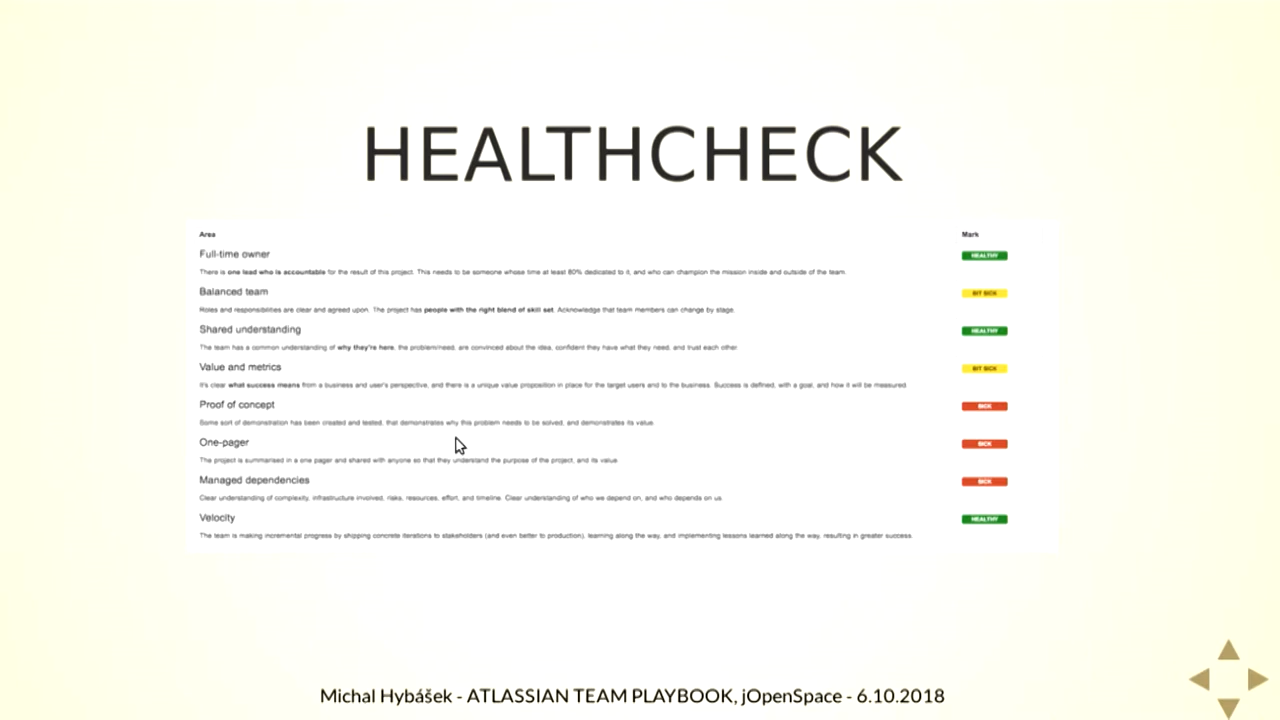 HEALTHCHECK
Area Mark
Full-time owner HEALTHY
There is one lead who is accountable for the result of this project. This needs to be someone whose time at least 80% dedicated to it, and who can champion the mission inside and outside of the team.
Balanced team BIT SICK
Roles and responsibilities are clear and agreed upon. The project has people with the right blend of skill set. Acknowledge that team members can change by stage.
Shared understanding HEALTHY
The team has a common understanding of why they're here, the problem/need, are convinced about the idea, confident they have what they need, and trust each other
Value and metrics BIT SICK
It's clear what success means from a business and user's perspective, and there is a unique value proposition in place for the target users and to the business. Success is defined, with a goal, and how it will be measured
Proof of concept SICK
Some sort of demonstration has been created and tested, that demonstrates why this problem needs to be solved, and demonstrates its value
One-pager SICK
The project is summarised in a one pager and shared with anyone so that they understand the purpose of the project, and its value
Managed dependencies SICK
Clear understanding of complexity, infrastructure involved, risks, resources, effort, and timeline. Clear understanding of who we depend on, and who depends on us
Velocity HEALTHY
The team is making incremental progress by shipping concrete iterations to stakeholders (and even better to production), learning along the way, and implementing lessons learned along the way, resulting in greater success
Michal Hybášek - ATLASSIAN TEAM PLAYBOOK, jOpenSpace - 6.10.2018